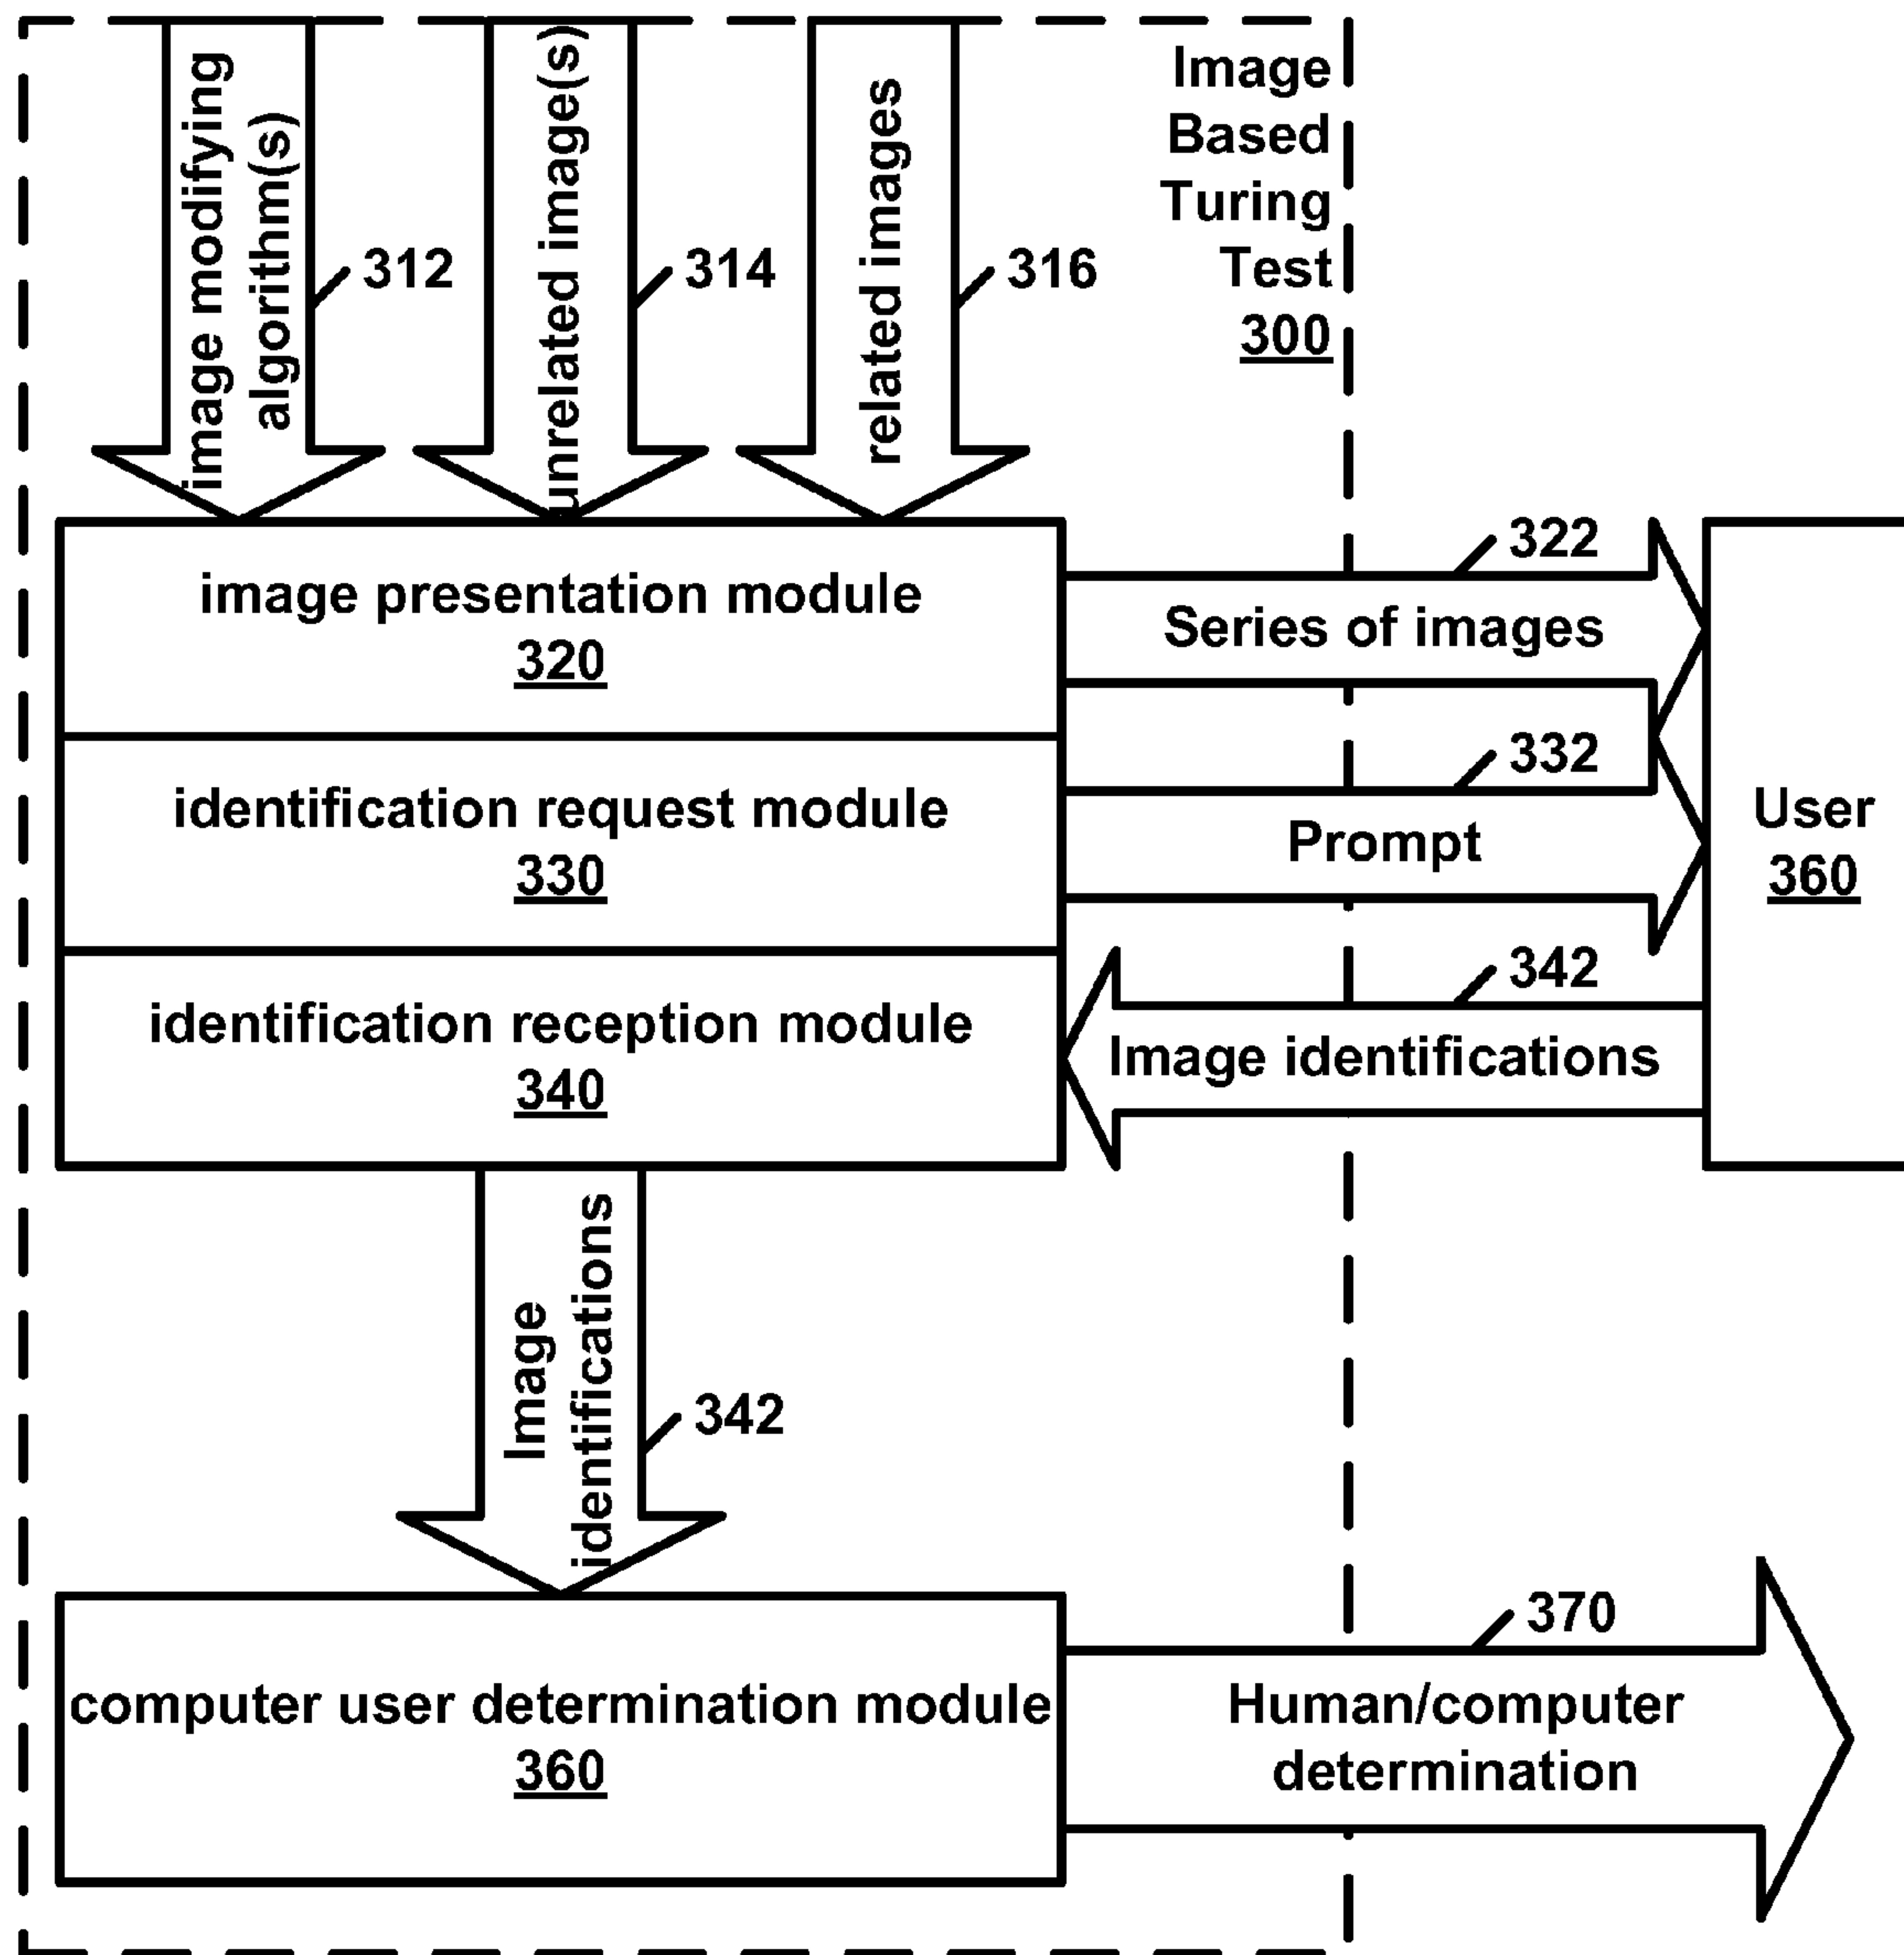 image modifying
algorithm(s)
312
unrelated image(s)
314
related images
316
Image
Based
Turing
Test
300
image presentation module
320
322
Series of images
identification request module
330
332
Prompt
User
360
identification reception module
340
342
Image identifications
Image
identifications
342
computer user determination module
360
370
Human/computer
determination